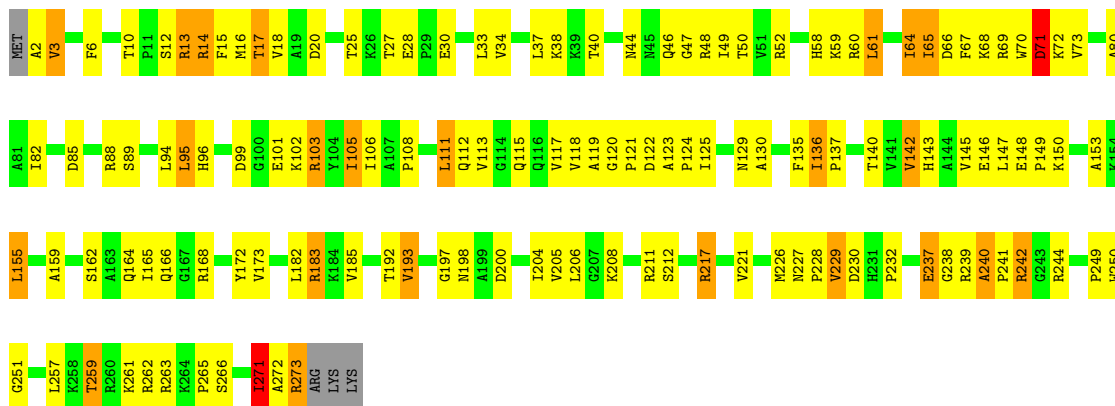 MET A2 V3 F6 T10 P11 S12 R13 R14 F15 M16 T17 V18 A19 D20 T25 K26 T27 E28 P29 E30 L33 V34 L37 K38 K39 T40 N44 N45 Q46 G47 R48 I49 T50 V51 R52 H58 K59 R60 L61 I64 I65 D66 F67 K68 R69 W70 D71 K72 V73
A81 I82 D85 R88 S89 L94 L95 H96 D99 G100 E101 K102 R103 Y104 I105 I106 A107 P108 L111 Q112 V113 G114 Q115 Q116 V117 V118 A119 G120 P121 D122 A123 P124 I125 N129 A130 F135 I136 P137 T140 V141 V142 H143 A144 V145 E146 L147 E148 P149 K150 A153
L155 A159 S162 A163 Q164 I165 Q166 G167 R168 Y172 V173 L182 R183 K184 V185 T192 V193 G197 N198 A199 D200 I204 V205 L206 G207 K208 R211 S212 R217 V221 M226 N227 P228 V229 D230 H231 P232 E237 G238 R239 A240 P241 R242 G243 R244 P249
G251 L257 K258 T259 R260 K261 R262 R263 K264 P265 S266 I271 A272 R273 ARG LYS LYS